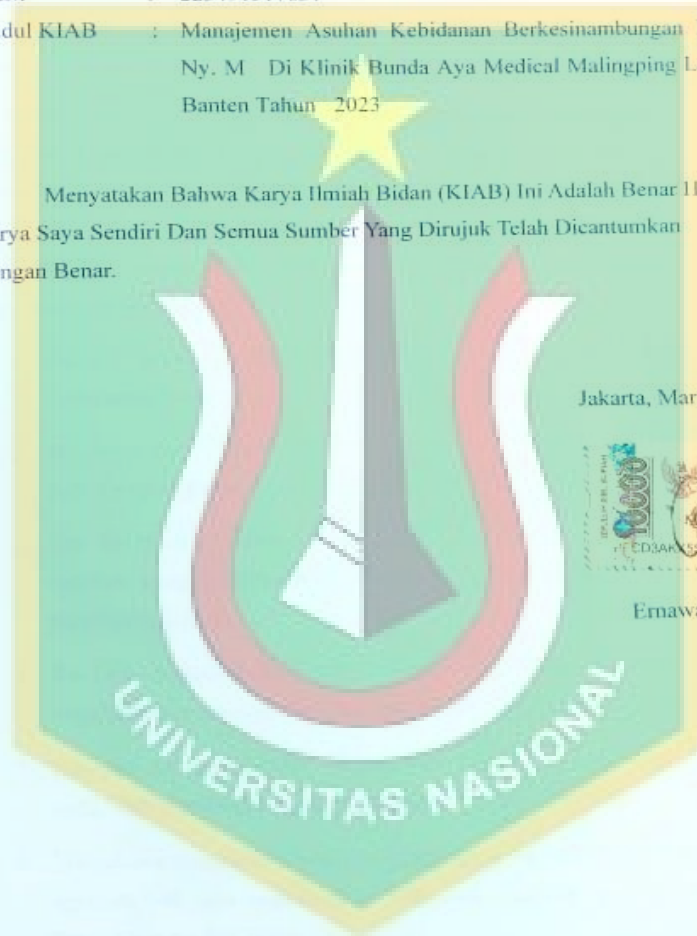 dul KIAB : Manajemen Asuhan Kebidanan Berkesinambungan
Ny. M Di Klinik Bunda Aya Medical Malingping L
Banten Tahun 2023
Menyatakan Bahwa Karya Ilmiah Bidan (KIAB) Ini Adalah Benar H
rya Saya Sendiri Dan Semua Sumber Yang Dirujuk Telah Dicantumkan
ngan Benar.
Jakarta, Mar
10000
Ernawa
UNIVERSITAS NASIONAL